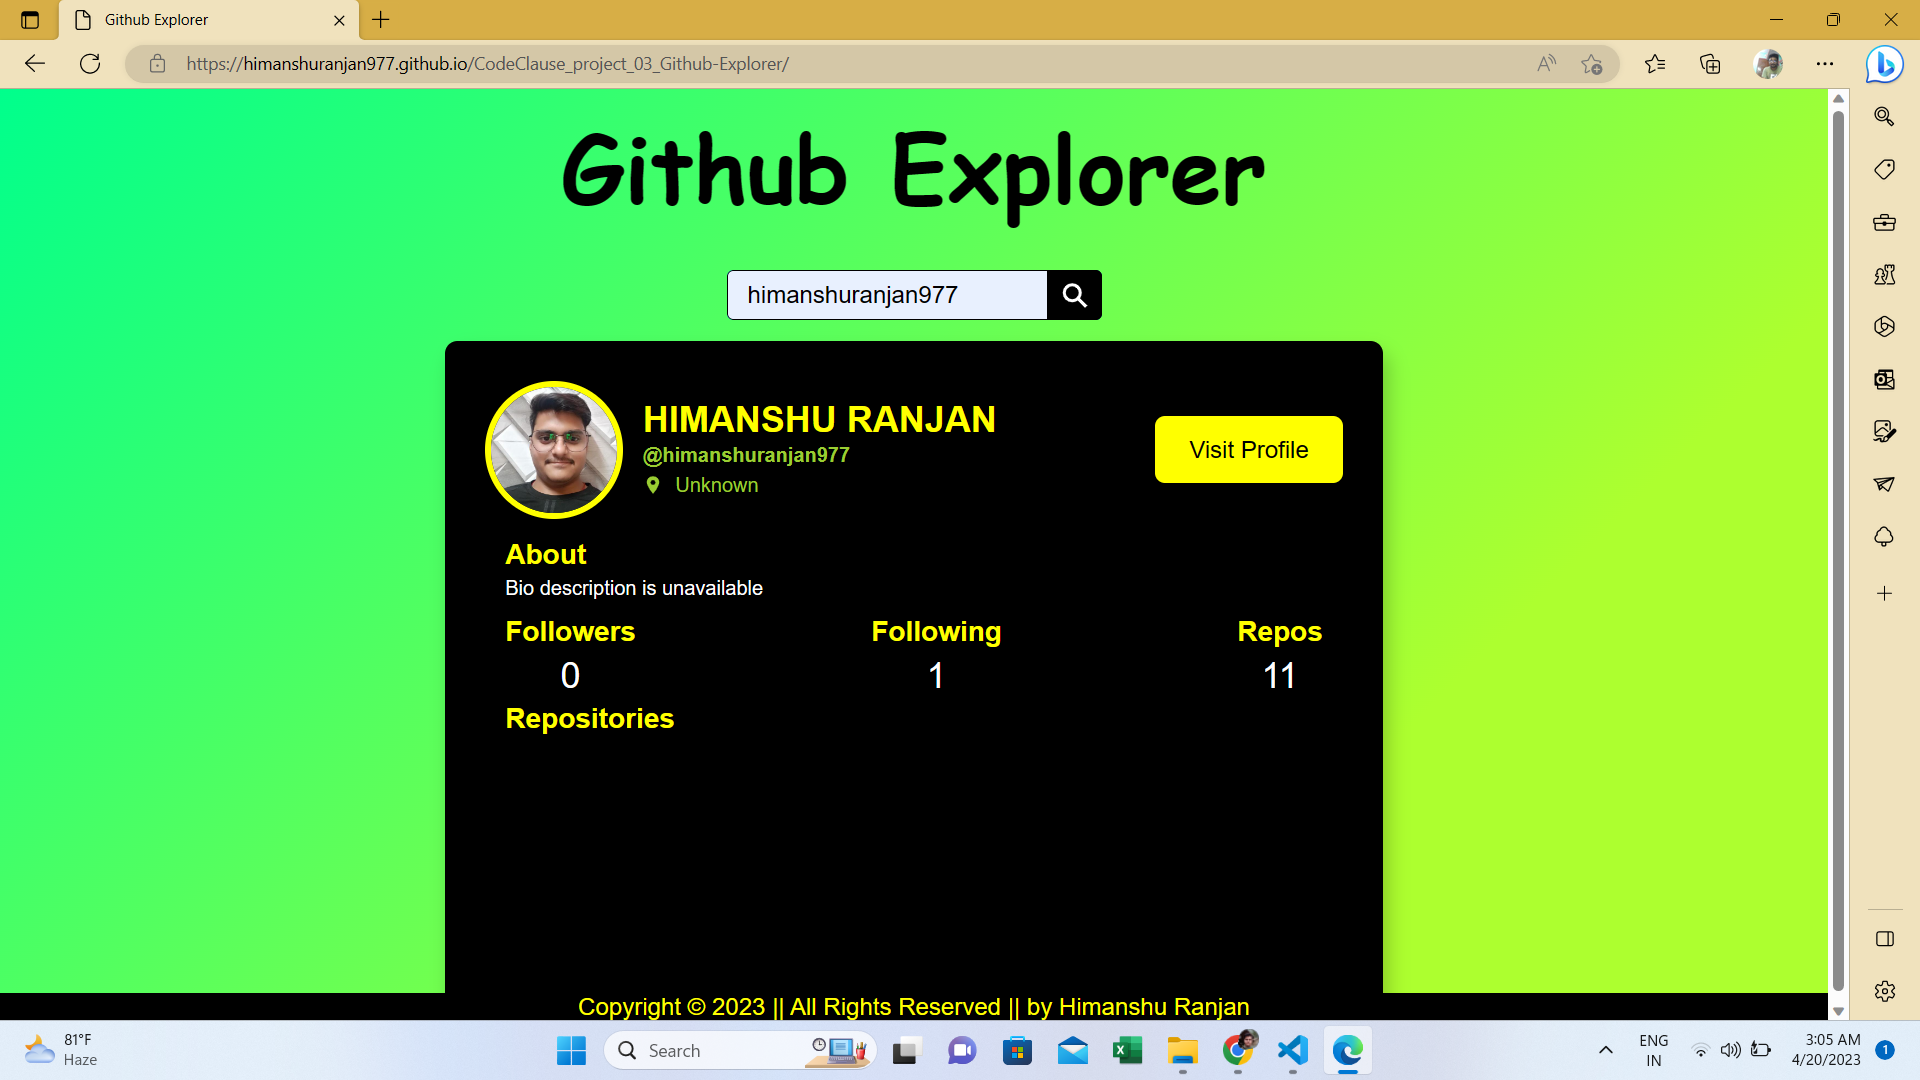 Github Explorer
https://himanshuranjan977.github.io/CodeClause_project_03_Github-Explorer/
Github Explorer
himanshuranjan977
HIMANSHU RANJAN
@himanshuranjan977
Unknown
Visit Profile
About
Bio description is unavailable
Followers Following Repos
0 1 11
Repositories
Copyright © 2023 || All Rights Reserved || by Himanshu Ranjan
81°F
Haze
Search
ENG
IN
3:05 AM
4/20/2023
1